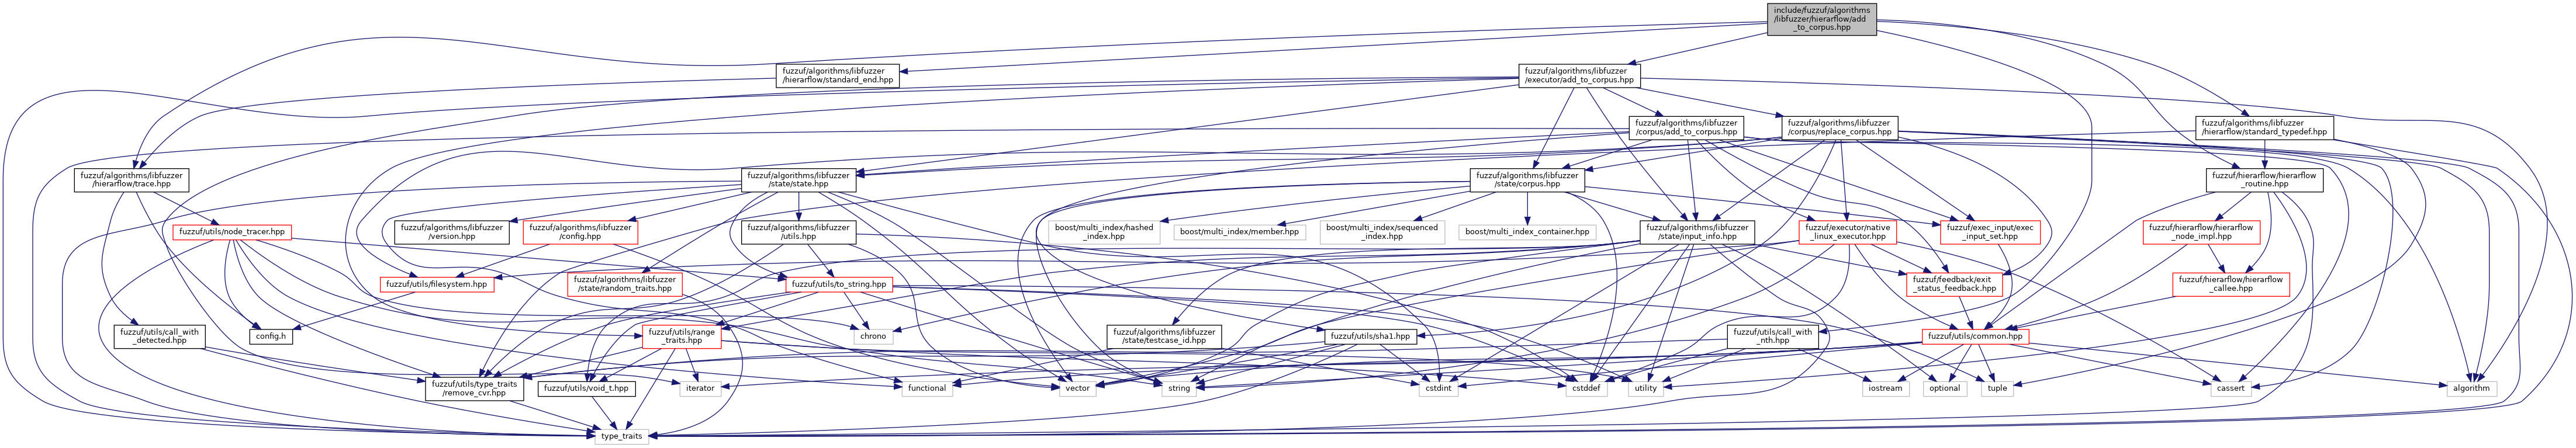 include/fuzzuf/algorithms
/libfuzzer/hierarflow/add
_to_corpus.hpp
fuzzuf/algorithms/libfuzzer
/hierarflow/standard_end.hpp
fuzzuf/algorithms/libfuzzer
/executor/add_to_corpus.hpp
fuzzuf/algorithms/libfuzzer
/corpus/add_to_corpus.hpp
fuzzuf/algorithms/libfuzzer
/corpus/replace_corpus.hpp
fuzzuf/algorithms/libfuzzer
/hierarflow/standard_typedef.hpp
fuzzuf/algorithms/libfuzzer
/hierarflow/trace.hpp
fuzzuf/algorithms/libfuzzer
/state/state.hpp
fuzzuf/algorithms/libfuzzer
/state/corpus.hpp
fuzzuf/hierarflow/hierarflow
_routine.hpp
fuzzuf/utils/node_tracer.hpp
fuzzuf/algorithms/libfuzzer
/version.hpp
fuzzuf/algorithms/libfuzzer
/config.hpp
fuzzuf/algorithms/libfuzzer
/utils.hpp
boost/multi_index/hashed
_index.hpp
boost/multi_index/member.hpp
boost/multi_index/sequenced
_index.hpp
boost/multi_index_container.hpp
fuzzuf/algorithms/libfuzzer
/state/input_info.hpp
fuzzuf/executor/native
_linux_executor.hpp
fuzzuf/exec_input/exec
_input_set.hpp
fuzzuf/hierarflow/hierarflow
_node_impl.hpp
fuzzuf/utils/filesystem.hpp
fuzzuf/algorithms/libfuzzer
/state/random_traits.hpp
fuzzuf/utils/to_string.hpp
fuzzuf/feedback/exit
_status_feedback.hpp
fuzzuf/hierarflow/hierarflow
_callee.hpp
fuzzuf/utils/call_with
_detected.hpp
config.h
fuzzuf/utils/range
_traits.hpp
chrono
fuzzuf/algorithms/libfuzzer
/state/testcase_id.hpp
fuzzuf/utils/sha1.hpp
fuzzuf/utils/call_with
_nth.hpp
fuzzuf/utils/common.hpp
fuzzuf/utils/type_traits
/remove_cvr.hpp
fuzzuf/utils/void_t.hpp
iterator
functional
vector
string
cstdint
cstddef
utility
iostream
optional
tuple
cassert
algorithm
type_traits